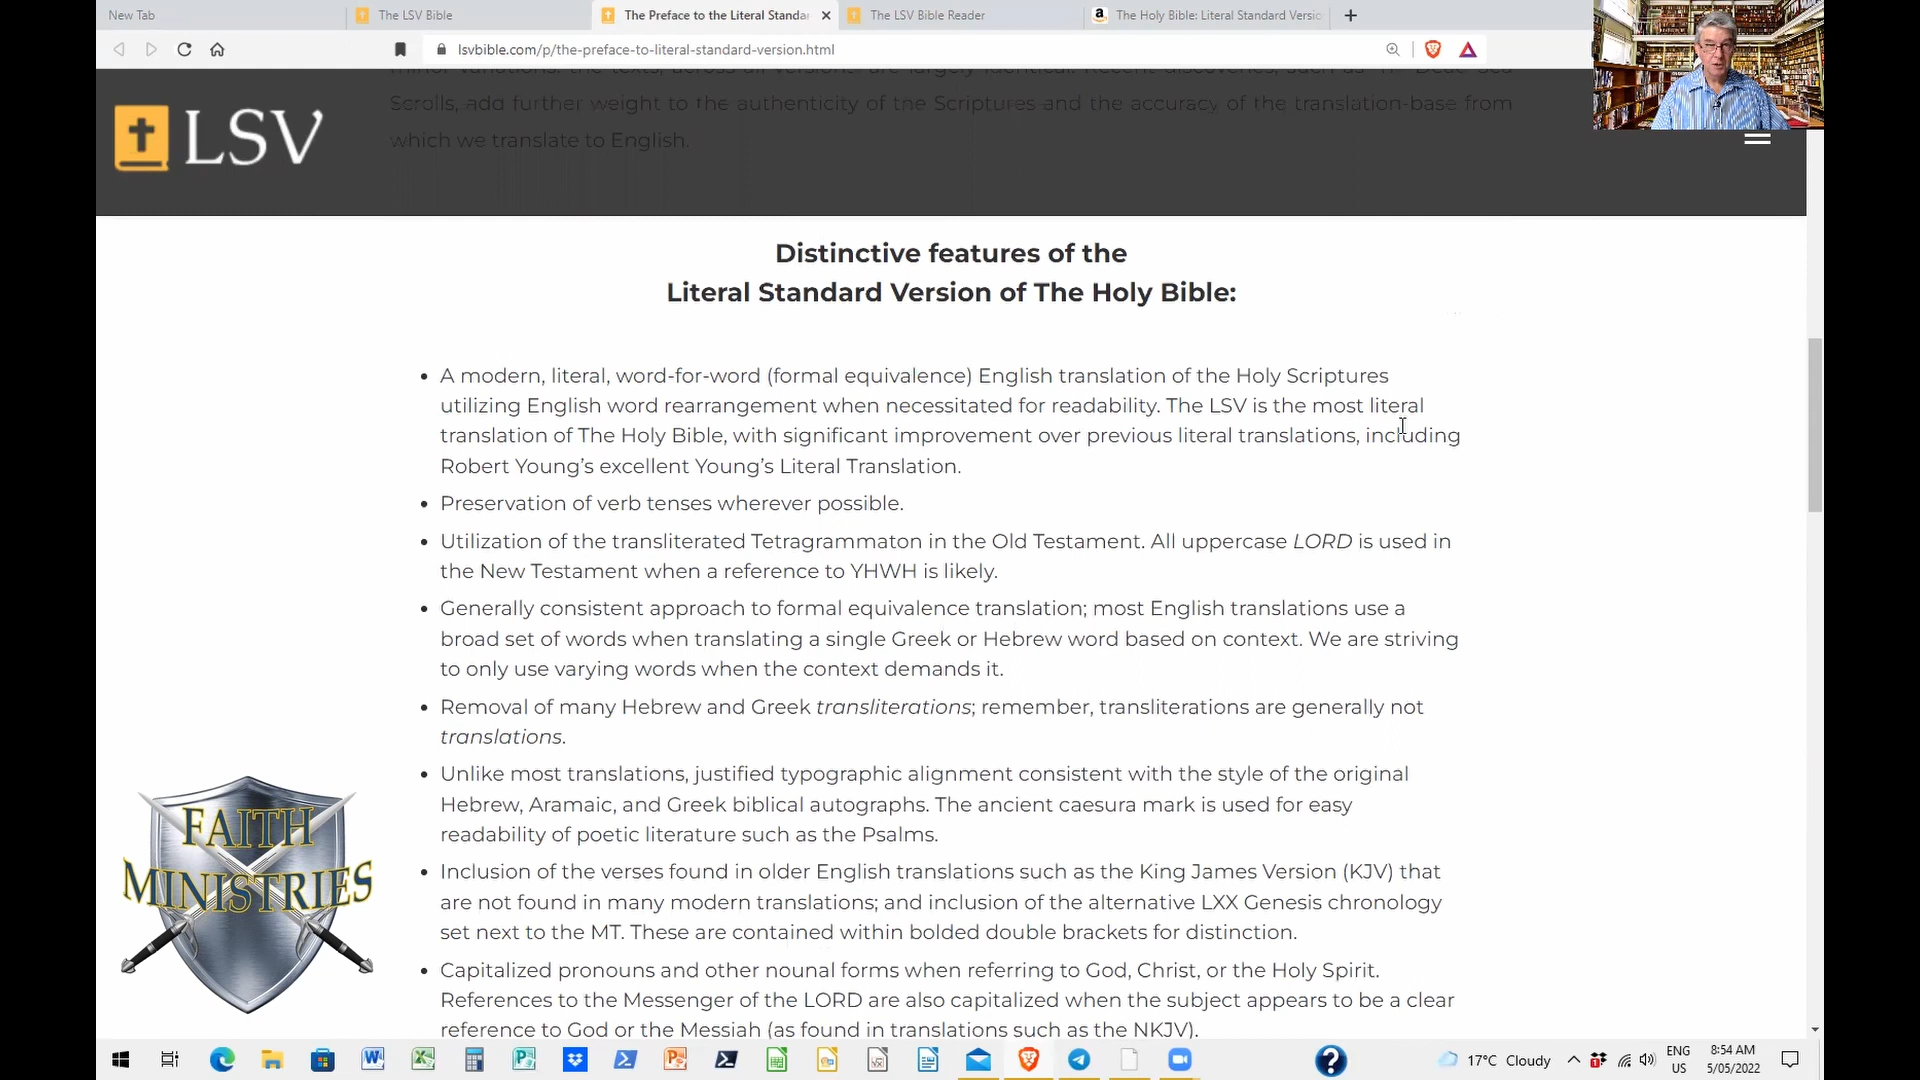 New Tab
The LSV Bible
The Preface to the Literal Standar
The LSV Bible Reader
The Holy Bible: Literal Standard Versio
lsvbible.com/p/the-preface-to-literal-standard-version.html
minor variations, the texts, across all versions, are largely identical. Recent discoveries, such as Dead Sea
Scrolls, add further weight to the authenticity of the Scriptures and the accuracy of the translation-base from
which we translate to English.
LSV
Distinctive features of the
Literal Standard Version of The Holy Bible:
• A modern, literal, word-for-word (formal equivalence) English translation of the Holy Scriptures
utilizing English word rearrangement when necessitated for readability. The LSV is the most literal
translation of The Holy Bible, with significant improvement over previous literal translations, including
Robert Young's excellent Young's Literal Translation.
• Preservation of verb tenses wherever possible.
• Utilization of the transliterated Tetragrammaton in the Old Testament. All uppercase LORD is used in
the New Testament when a reference to YHWH is likely.
• Generally consistent approach to formal equivalence translation; most English translations use a
broad set of words when translating a single Greek or Hebrew word based on context. We are striving
to only use varying words when the context demands it.
• Removal of many Hebrew and Greek transliterations; remember, transliterations are generally not
translations.
• Unlike most translations, justified typographic alignment consistent with the style of the original
Hebrew, Aramaic, and Greek biblical autographs. The ancient caesura mark is used for easy
readability of poetic literature such as the Psalms.
• Inclusion of the verses found in older English translations such as the King James Version (KJV) that
are not found in many modern translations; and inclusion of the alternative LXX Genesis chronology
set next to the MT. These are contained within bolded double brackets for distinction.
• Capitalized pronouns and other nounal forms when referring to God, Christ, or the Holy Spirit.
References to the Messenger of the LORD are also capitalized when the subject appears to be a clear
reference to God or the Messiah (as found in translations such as the NKJV).
FAITH
MINISTRIES
17°C Cloudy
ENG
US
8:54 AM
5/05/2022